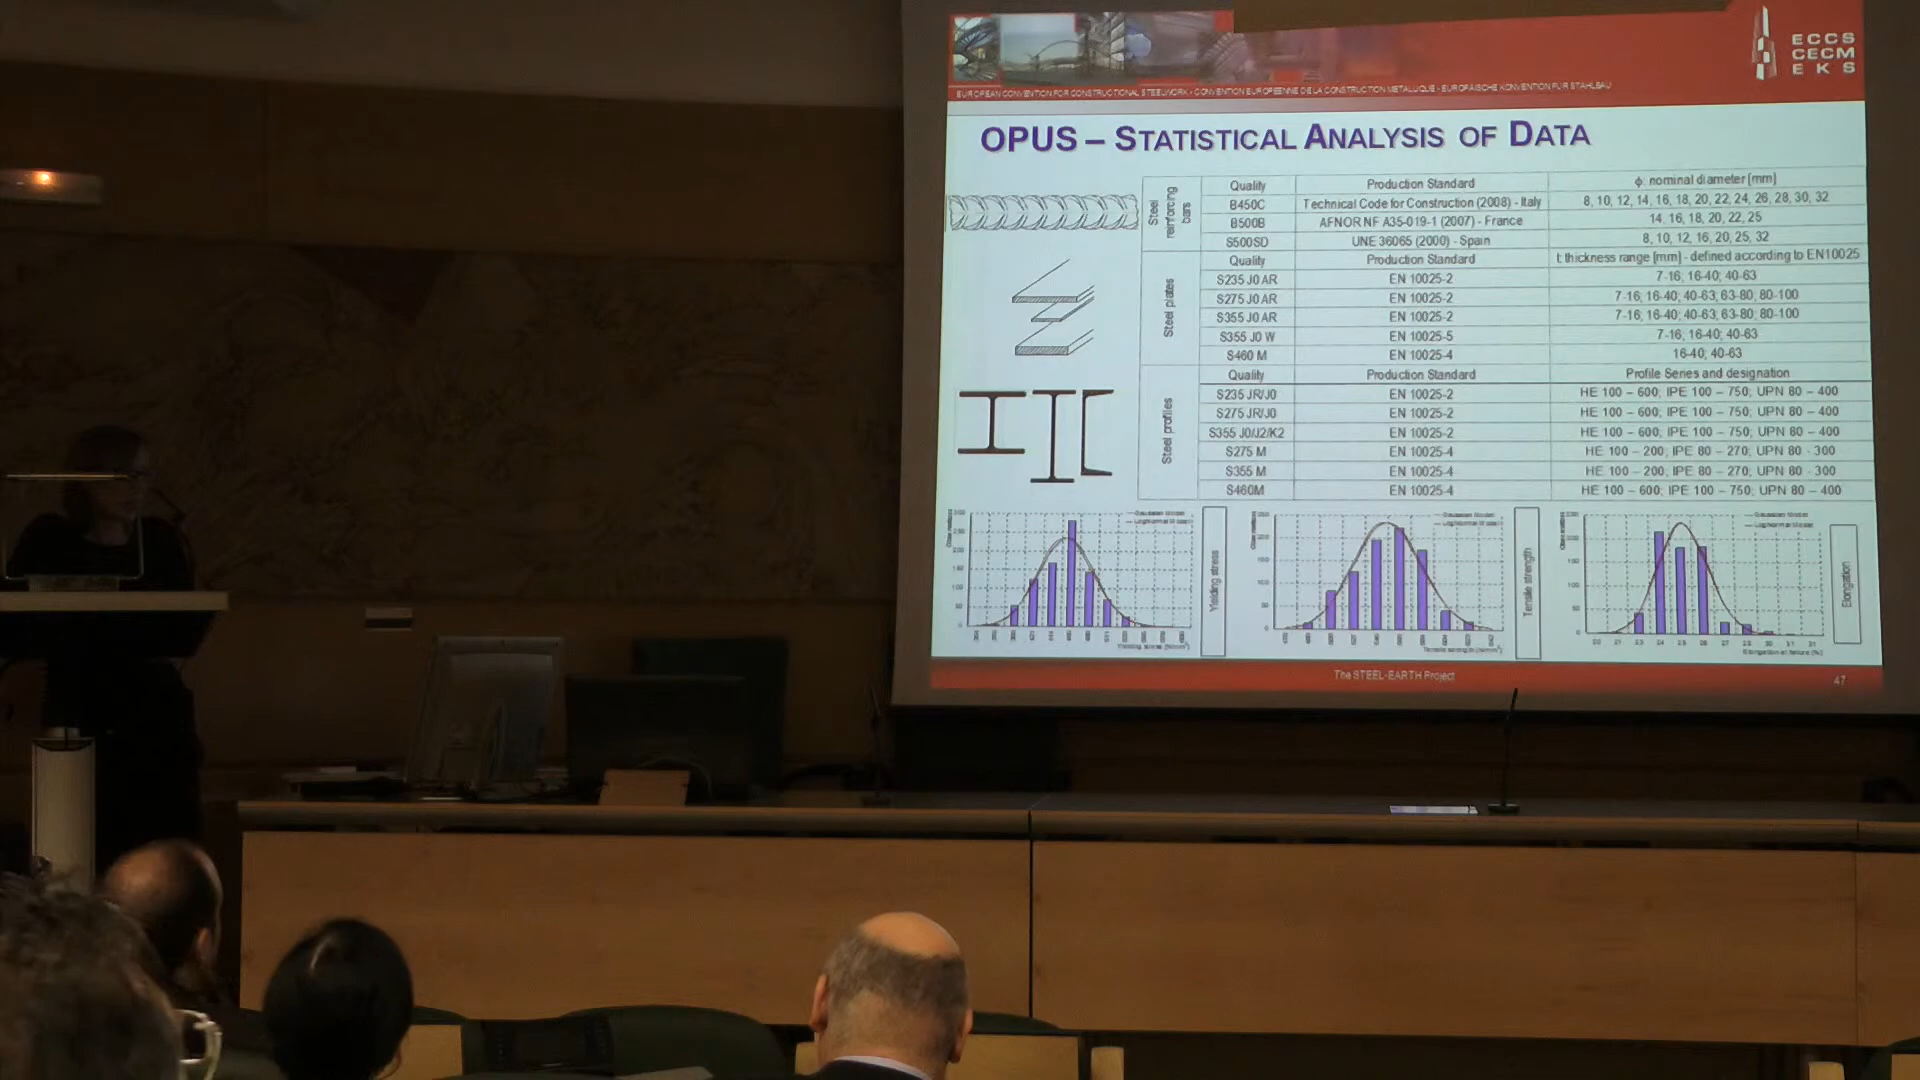 ECCS
CECM
EKS
EUROPEAN CONVENTION FOR CONSTRUCTIONAL STEELWORK - CONVENTION EUROPEENNE DE LA CONSTRUCTION METALLIQUE - EUROPÄISCHE KONVENTION FÜR STAHLBAU
OPUS – STATISTICAL ANALYSIS OF DATA
Steel reinforcing bars
Quality Production Standard ϕ: nominal diameter [mm]
B450C Technical Code for Construction (2008) - Italy 8, 10, 12, 14, 16, 18, 20, 22, 24, 26, 28, 30, 32
B500B AFNOR NF A35-019-1 (2007) - France 14, 16, 18, 20, 22, 25
S500SD UNE 36065 (2000) - Spain 8, 10, 12, 16, 20, 25, 32
Steel plates
Quality Production Standard t: thickness range [mm] - defined according to EN10025
S235 J0 AR EN 10025-2 7-16; 16-40; 40-63
S275 J0 AR EN 10025-2 7-16; 16-40; 40-63; 63-80; 80-100
S355 J0 AR EN 10025-2 7-16; 16-40; 40-63; 63-80; 80-100
S355 J0 W EN 10025-5 7-16; 16-40; 40-63
S460 M EN 10025-4 16-40; 40-63
Steel profiles
Quality Production Standard Profile Series and designation
S235 JR/J0 EN 10025-2 HE 100 – 600; IPE 100 – 750; UPN 80 – 400
S275 JR/J0 EN 10025-2 HE 100 – 600; IPE 100 – 750; UPN 80 – 400
S355 J0/J2/K2 EN 10025-2 HE 100 – 600; IPE 100 – 750; UPN 80 – 400
S275 M EN 10025-4 HE 100 – 200; IPE 80 – 270; UPN 80 - 300
S355 M EN 10025-4 HE 100 – 200; IPE 80 – 270; UPN 80 - 300
S460M EN 10025-4 HE 100 – 600; IPE 100 – 750; UPN 80 – 400
Yielding stress
Tensile strength
Elongation
Elongation at failure [%]
The STEEL-EARTH Project
47